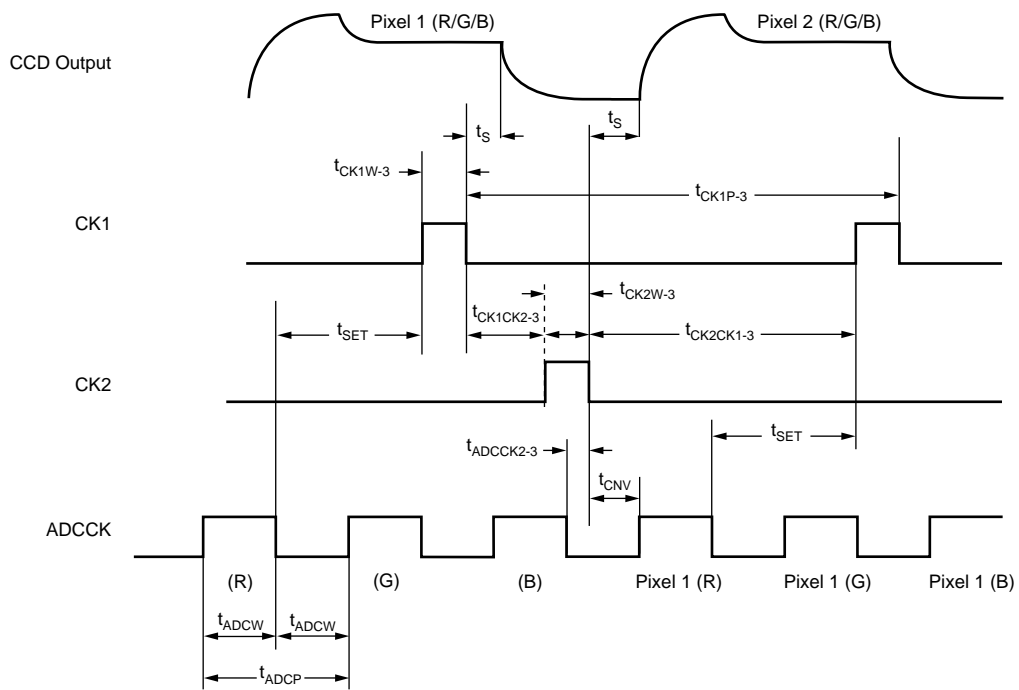 Pixel 1 (R/G/B)
Pixel 2 (R/G/B)
CCD Output
tS
tS
tCK1W-3
tCK1P-3
CK1
tCK2W-3
tCK1CK2-3
tSET
tCK2CK1-3
CK2
tSET
tADCCK2-3
tCNV
ADCCK
(R)
(G)
(B)
Pixel 1 (R)
Pixel 1 (G)
Pixel 1 (B)
tADCW
tADCW
tADCP